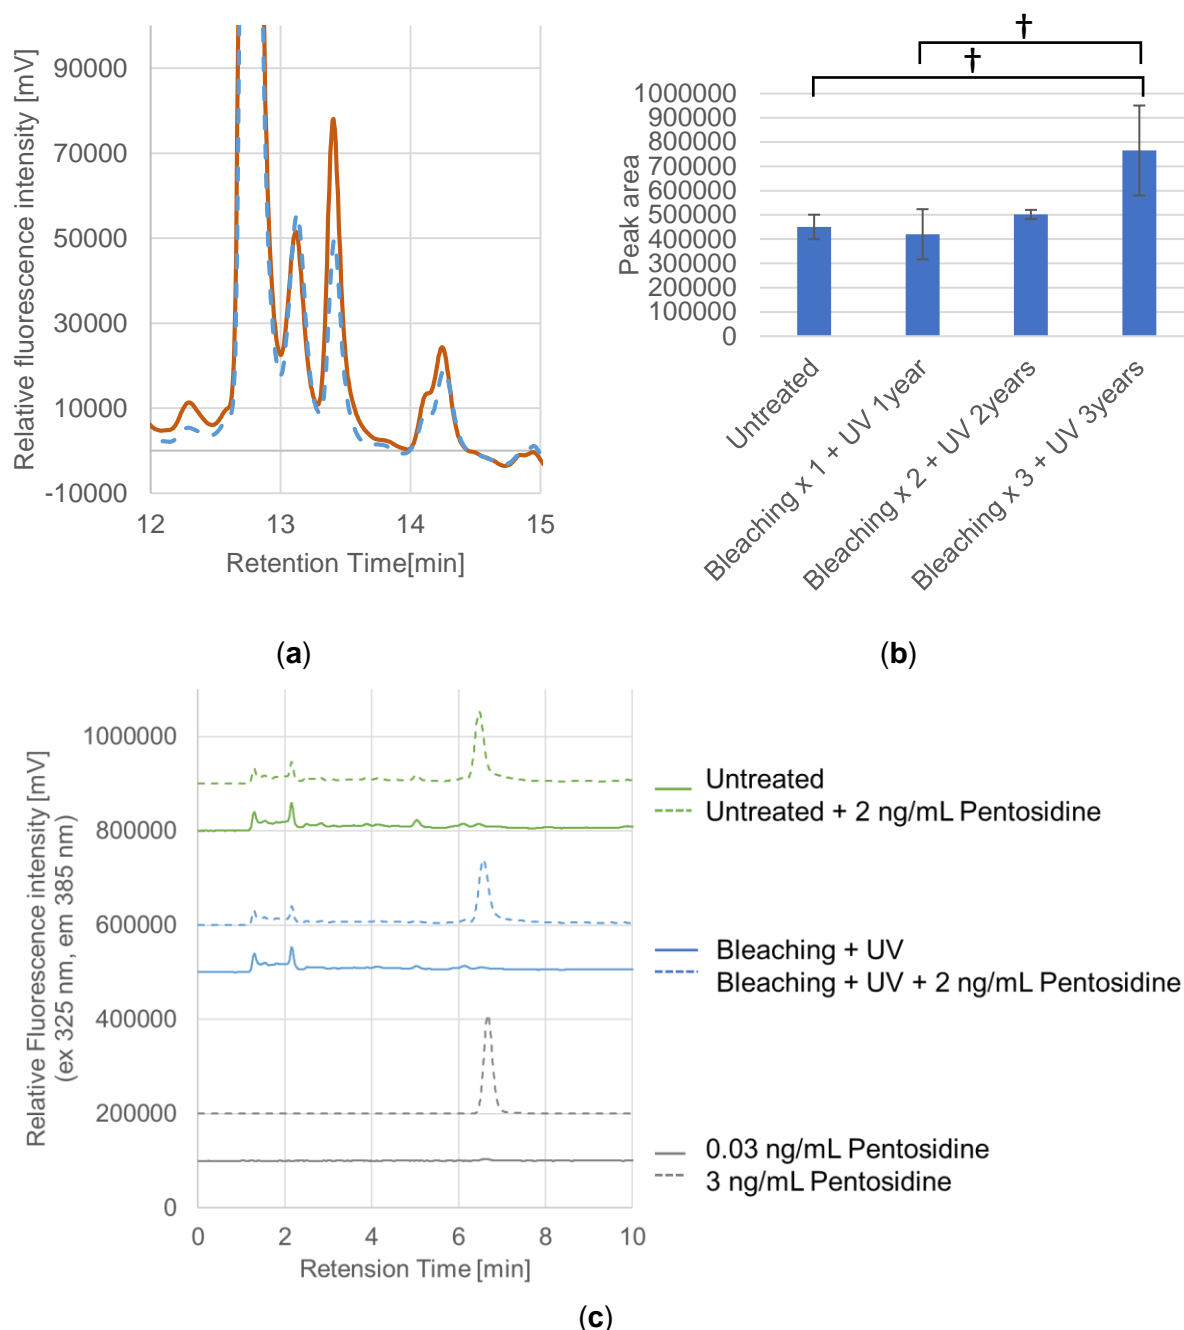 Relative fluorescence intensity [mV]
90000
70000
50000
30000
10000
-10000
12 13 14 15
Retention Time[min]
(a)
†
†
Peak area
1000000
900000
800000
700000
600000
500000
400000
300000
200000
100000
0
Untreated
Bleaching x 1 + UV 1year
Bleaching x 2 + UV 2years
Bleaching x 3 + UV 3years
(b)
Relative Fluorescence intensity [mV]
(ex 325 nm, em 385 nm)
1000000
800000
600000
400000
200000
0
0 2 4 6 8 10
Retension Time [min]
Untreated
Untreated + 2 ng/mL Pentosidine
Bleaching + UV
Bleaching + UV + 2 ng/mL Pentosidine
0.03 ng/mL Pentosidine
3 ng/mL Pentosidine
(c)